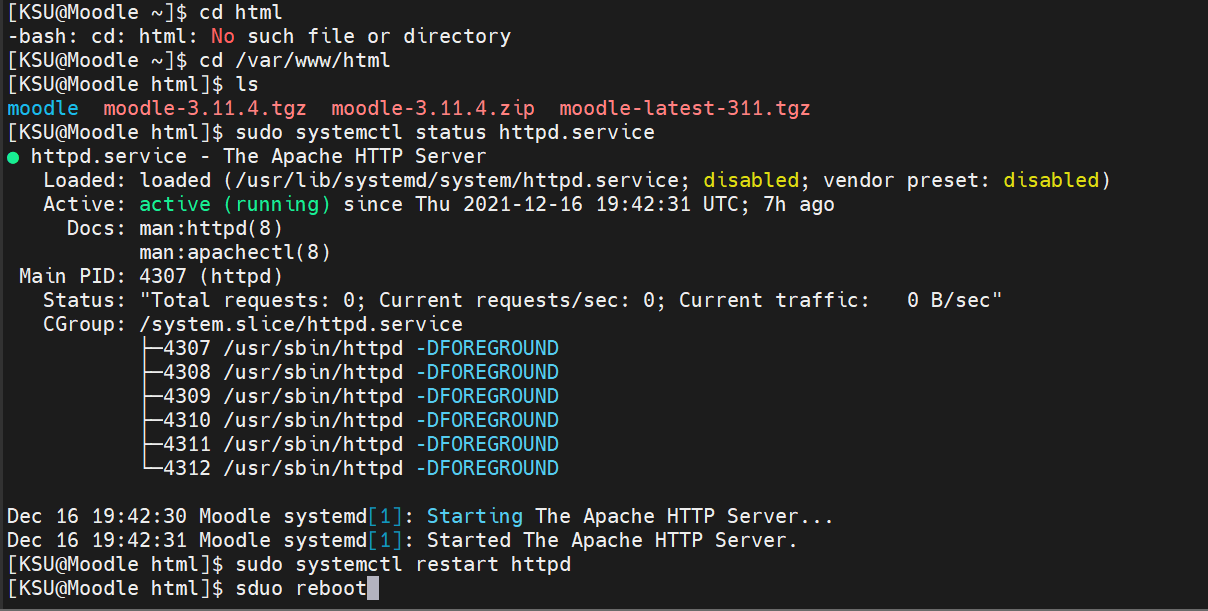 [KSU@Moodle ~]$ cd html
-bash: cd: html: No such file or directory
[KSU@Moodle ~]$ cd /var/www/html
[KSU@Moodle html]$ ls
moodle  moodle-3.11.4.tgz  moodle-3.11.4.zip  moodle-latest-311.tgz
[KSU@Moodle html]$ sudo systemctl status httpd.service
● httpd.service - The Apache HTTP Server
   Loaded: loaded (/usr/lib/systemd/system/httpd.service; disabled; vendor preset: disabled)
   Active: active (running) since Thu 2021-12-16 19:42:31 UTC; 7h ago
     Docs: man:httpd(8)
           man:apachectl(8)
 Main PID: 4307 (httpd)
   Status: "Total requests: 0; Current requests/sec: 0; Current traffic:   0 B/sec"
   CGroup: /system.slice/httpd.service
           ├─4307 /usr/sbin/httpd -DFOREGROUND
           ├─4308 /usr/sbin/httpd -DFOREGROUND
           ├─4309 /usr/sbin/httpd -DFOREGROUND
           ├─4310 /usr/sbin/httpd -DFOREGROUND
           ├─4311 /usr/sbin/httpd -DFOREGROUND
           └─4312 /usr/sbin/httpd -DFOREGROUND

Dec 16 19:42:30 Moodle systemd[1]: Starting The Apache HTTP Server...
Dec 16 19:42:31 Moodle systemd[1]: Started The Apache HTTP Server.
[KSU@Moodle html]$ sudo systemctl restart httpd
[KSU@Moodle html]$ sduo reboot